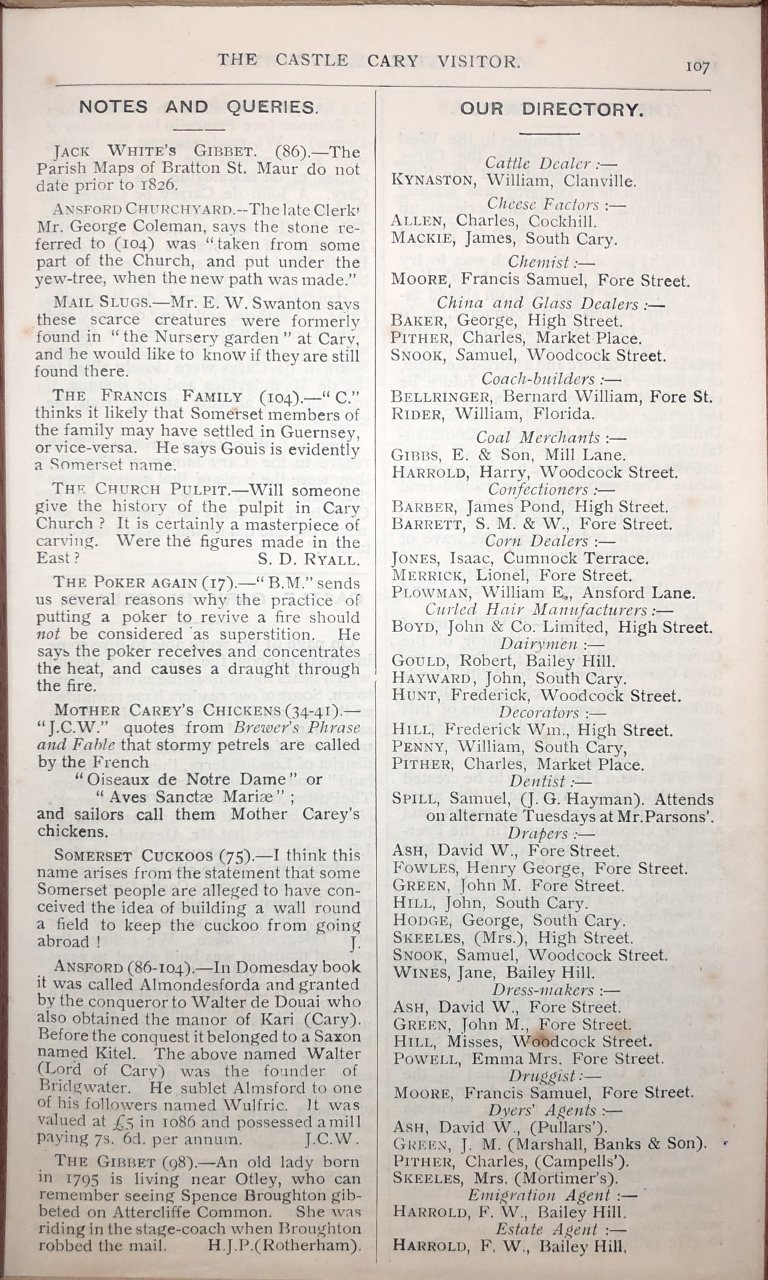 THE CASTLE CARY VISITOR.
107
NOTES AND QUERIES.
JACK WHITE'S GIBBET. (86).—The
Parish Maps of Bratton St. Maur do not
date prior to 1826.
ANSFORD CHURCHYARD.--The late Clerk'
Mr. George Coleman, says the stone re-
ferred to (104) was "taken from some
part of the Church, and put under the
yew-tree, when the new path was made."
MAIL SLUGS.—Mr. E. W. Swanton says
these scarce creatures were formerly
found in "the Nursery garden" at Cary,
and he would like to know if they are still
found there.
THE FRANCIS FAMILY (104).—"C."
thinks it likely that Somerset members of
the family may have settled in Guernsey,
or vice-versa. He says Gouis is evidently
a Somerset name.
THE CHURCH PULPIT.—Will someone
give the history of the pulpit in Cary
Church ? It is certainly a masterpiece of
carving. Were the figures made in the
East ? S. D. RYALL.
THE POKER AGAIN (17).—"B.M." sends
us several reasons why the practice of
putting a poker to revive a fire should
not be considered as superstition. He
says the poker receives and concentrates
the heat, and causes a draught through
the fire.
MOTHER CAREY'S CHICKENS (34-41).—
"J.C.W." quotes from Brewer's Phrase
and Fable that stormy petrels are called
by the French
"Oiseaux de Notre Dame" or
"Aves Sanctæ Mariæ" ;
and sailors call them Mother Carey's
chickens.
SOMERSET CUCKOOS (75).—I think this
name arises from the statement that some
Somerset people are alleged to have con-
ceived the idea of building a wall round
a field to keep the cuckoo from going
abroad ! J.
ANSFORD (86-104).—In Domesday book
it was called Almondesforda and granted
by the conqueror to Walter de Douai who
also obtained the manor of Kari (Cary).
Before the conquest it belonged to a Saxon
named Kitel. The above named Walter
(Lord of Cary) was the founder of
Bridgwater. He sublet Almsford to one
of his followers named Wulfric. It was
valued at £5 in 1086 and possessed a mill
paying 7s. 6d. per annum. J.C.W.
THE GIBBET (98).—An old lady born
in 1795 is living near Otley, who can
remember seeing Spence Broughton gib-
beted on Attercliffe Common. She was
riding in the stage-coach when Broughton
robbed the mail. H.J.P.(Rotherham).
OUR DIRECTORY.
Cattle Dealer :—
KYNASTON, William, Clanville.
Cheese Factors :—
ALLEN, Charles, Cockhill.
MACKIE, James, South Cary.
Chemist :—
MOORE, Francis Samuel, Fore Street.
China and Glass Dealers :—
BAKER, George, High Street.
PITHER, Charles, Market Place.
SNOOK, Samuel, Woodcock Street.
Coach-builders :—
BELLRINGER, Bernard William, Fore St.
RIDER, William, Florida.
Coal Merchants :—
GIBBS, E. & Son, Mill Lane.
HARROLD, Harry, Woodcock Street.
Confectioners :—
BARBER, James Pond, High Street.
BARRETT, S. M. & W., Fore Street.
Corn Dealers :—
JONES, Isaac, Cumnock Terrace.
MERRICK, Lionel, Fore Street.
PLOWMAN, William E., Ansford Lane.
Curled Hair Manufacturers :—
BOYD, John & Co. Limited, High Street.
Dairymen :—
GOULD, Robert, Bailey Hill.
HAYWARD, John, South Cary.
HUNT, Frederick, Woodcock Street.
Decorators :—
HILL, Frederick Wm., High Street.
PENNY, William, South Cary,
PITHER, Charles, Market Place.
Dentist :—
SPILL, Samuel, (J. G. Hayman). Attends
on alternate Tuesdays at Mr.Parsons'.
Drapers :—
ASH, David W., Fore Street.
FOWLES, Henry George, Fore Street.
GREEN, John M. Fore Street.
HILL, John, South Cary.
HODGE, George, South Cary.
SKEELES, (Mrs.), High Street.
SNOOK, Samuel, Woodcock Street.
WINES, Jane, Bailey Hill.
Dress-makers :—
ASH, David W., Fore Street.
GREEN, John M., Fore Street.
HILL, Misses, Woodcock Street.
POWELL, Emma Mrs. Fore Street.
Druggist :—
MOORE, Francis Samuel, Fore Street.
Dyers' Agents :—
ASH, David W., (Pullars').
GREEN, J. M. (Marshall, Banks & Son).
PITHER, Charles, (Campells').
SKEELES, Mrs. (Mortimer's).
Emigration Agent :—
HARROLD, F. W., Bailey Hill.
Estate Agent :—
HARROLD, F. W., Bailey Hill.